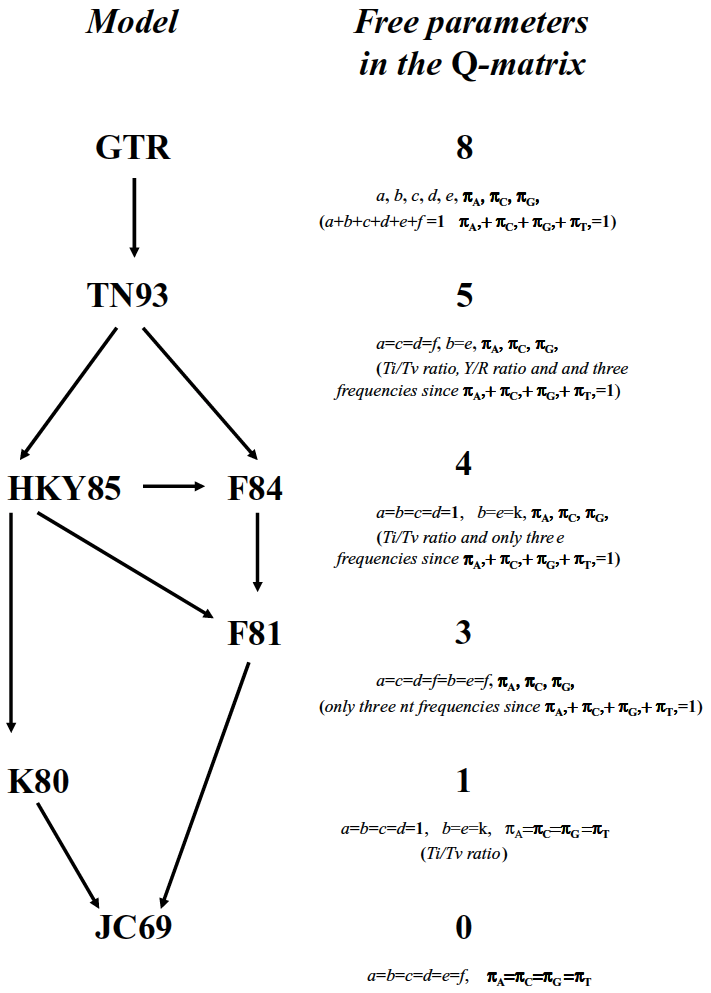 Model Free parameters
in the Q-matrix
GTR 8
a, b, c, d, e, πA, πC, πG,
(a+b+c+d+e+f=1 πA,+ πC,+ πG,+ πT,=1)
TN93 5
a=c=d=f, b=e, πA, πC, πG,
(Ti/Tv ratio, Y/R ratio and and three
frequencies since πA,+ πC,+ πG,+ πT,=1)
4
HKY85 F84
a=b=c=d=1, b=e=k, πA, πC, πG,
(Ti/Tv ratio and only three
frequencies since πA,+ πC,+ πG,+ πT,=1)
F81 3
a=c=d=f=b=e=f, πA, πC, πG,
(only three nt frequencies since πA,+ πC,+ πG,+ πT,=1)
K80 1
a=b=c=d=1, b=e=k, πA=πC=πG=πT
(Ti/Tv ratio)
JC69 0
a=b=c=d=e=f, πA=πC=πG=πT